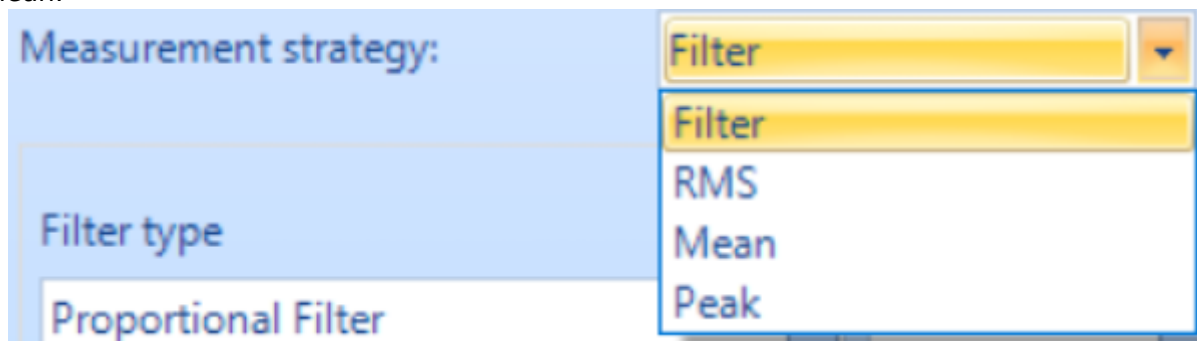 Measurement strategy: Filter
Filter
RMS
Filter type
Mean
Proportional Filter
Peak